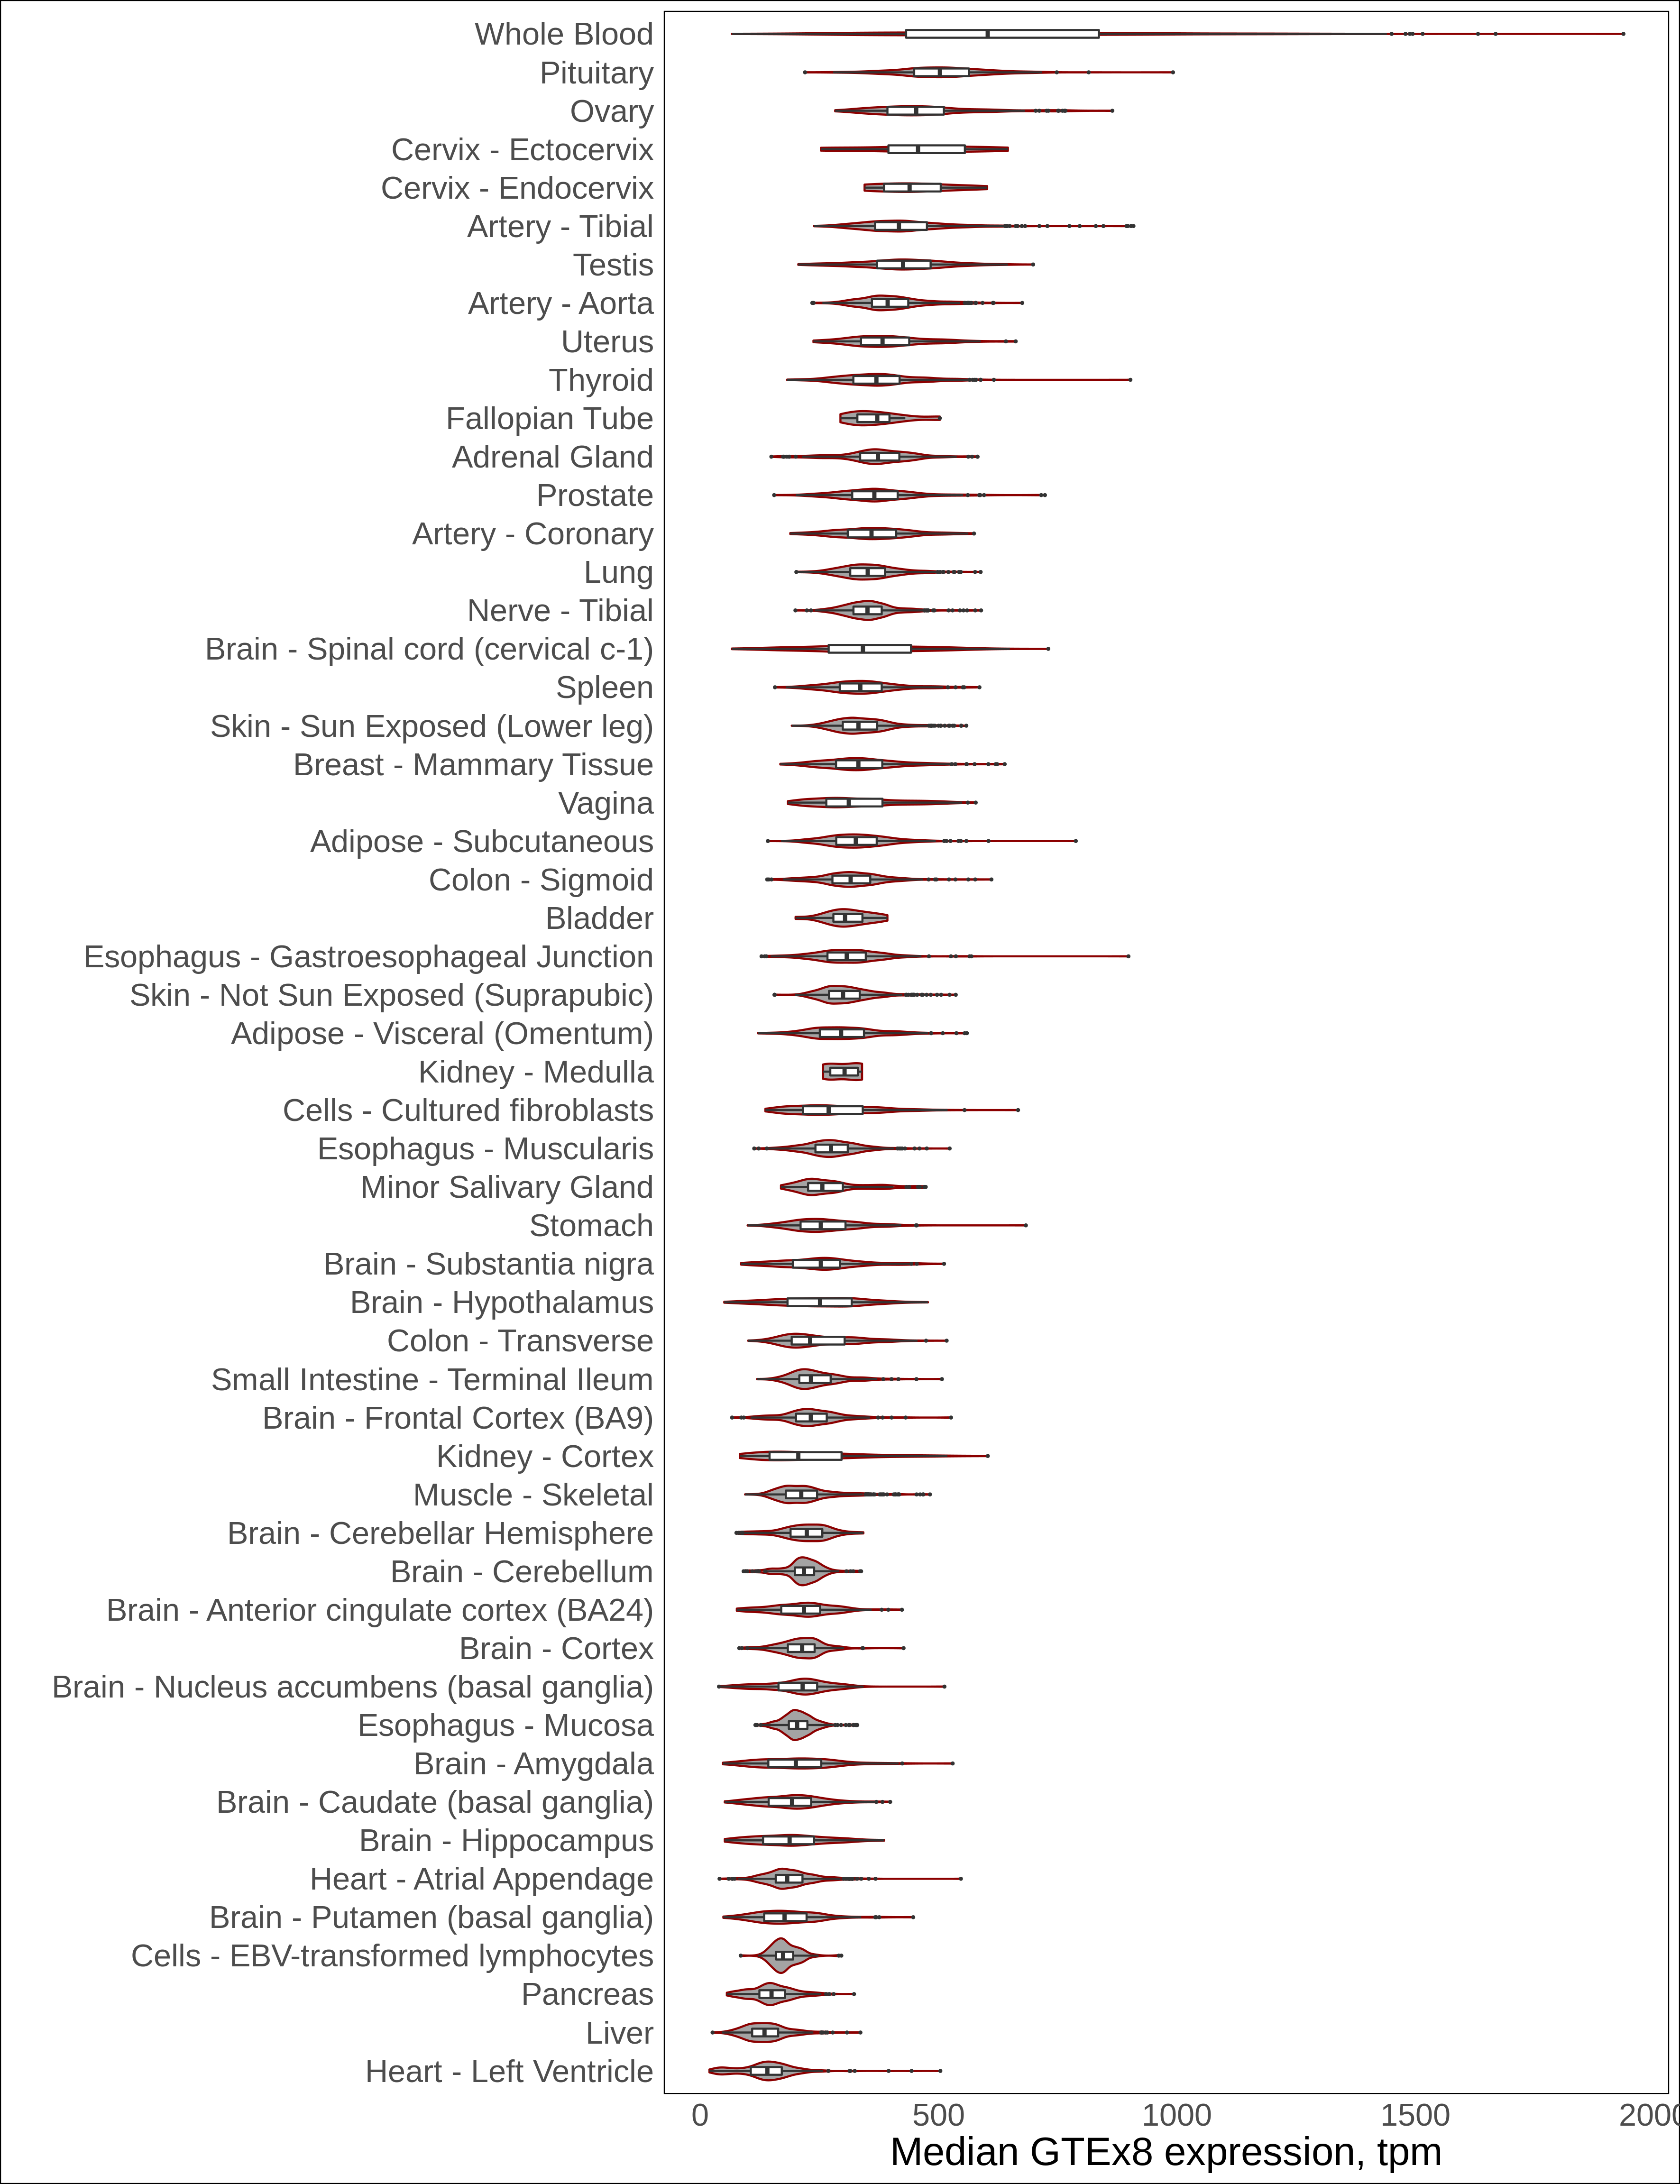 Whole Blood
Pituitary
Ovary
Cervix - Ectocervix
Cervix - Endocervix
Artery - Tibial
Testis
Artery - Aorta
Uterus
Thyroid
Fallopian Tube
Adrenal Gland
Prostate
Artery - Coronary
Lung
Nerve - Tibial
Brain - Spinal cord (cervical c-1)
Spleen
Skin - Sun Exposed (Lower leg)
Breast - Mammary Tissue
Vagina
Adipose - Subcutaneous
Colon - Sigmoid
Bladder
Esophagus - Gastroesophageal Junction
Skin - Not Sun Exposed (Suprapubic)
Adipose - Visceral (Omentum)
Kidney - Medulla
Cells - Cultured fibroblasts
Esophagus - Muscularis
Minor Salivary Gland
Stomach
Brain - Substantia nigra
Brain - Hypothalamus
Colon - Transverse
Small Intestine - Terminal Ileum
Brain - Frontal Cortex (BA9)
Kidney - Cortex
Muscle - Skeletal
Brain - Cerebellar Hemisphere
Brain - Cerebellum
Brain - Anterior cingulate cortex (BA24)
Brain - Cortex
Brain - Nucleus accumbens (basal ganglia)
Esophagus - Mucosa
Brain - Amygdala
Brain - Caudate (basal ganglia)
Brain - Hippocampus
Heart - Atrial Appendage
Brain - Putamen (basal ganglia)
Cells - EBV-transformed lymphocytes
Pancreas
Liver
Heart - Left Ventricle
0 500 1000 1500 2000
Median GTEx8 expression, tpm